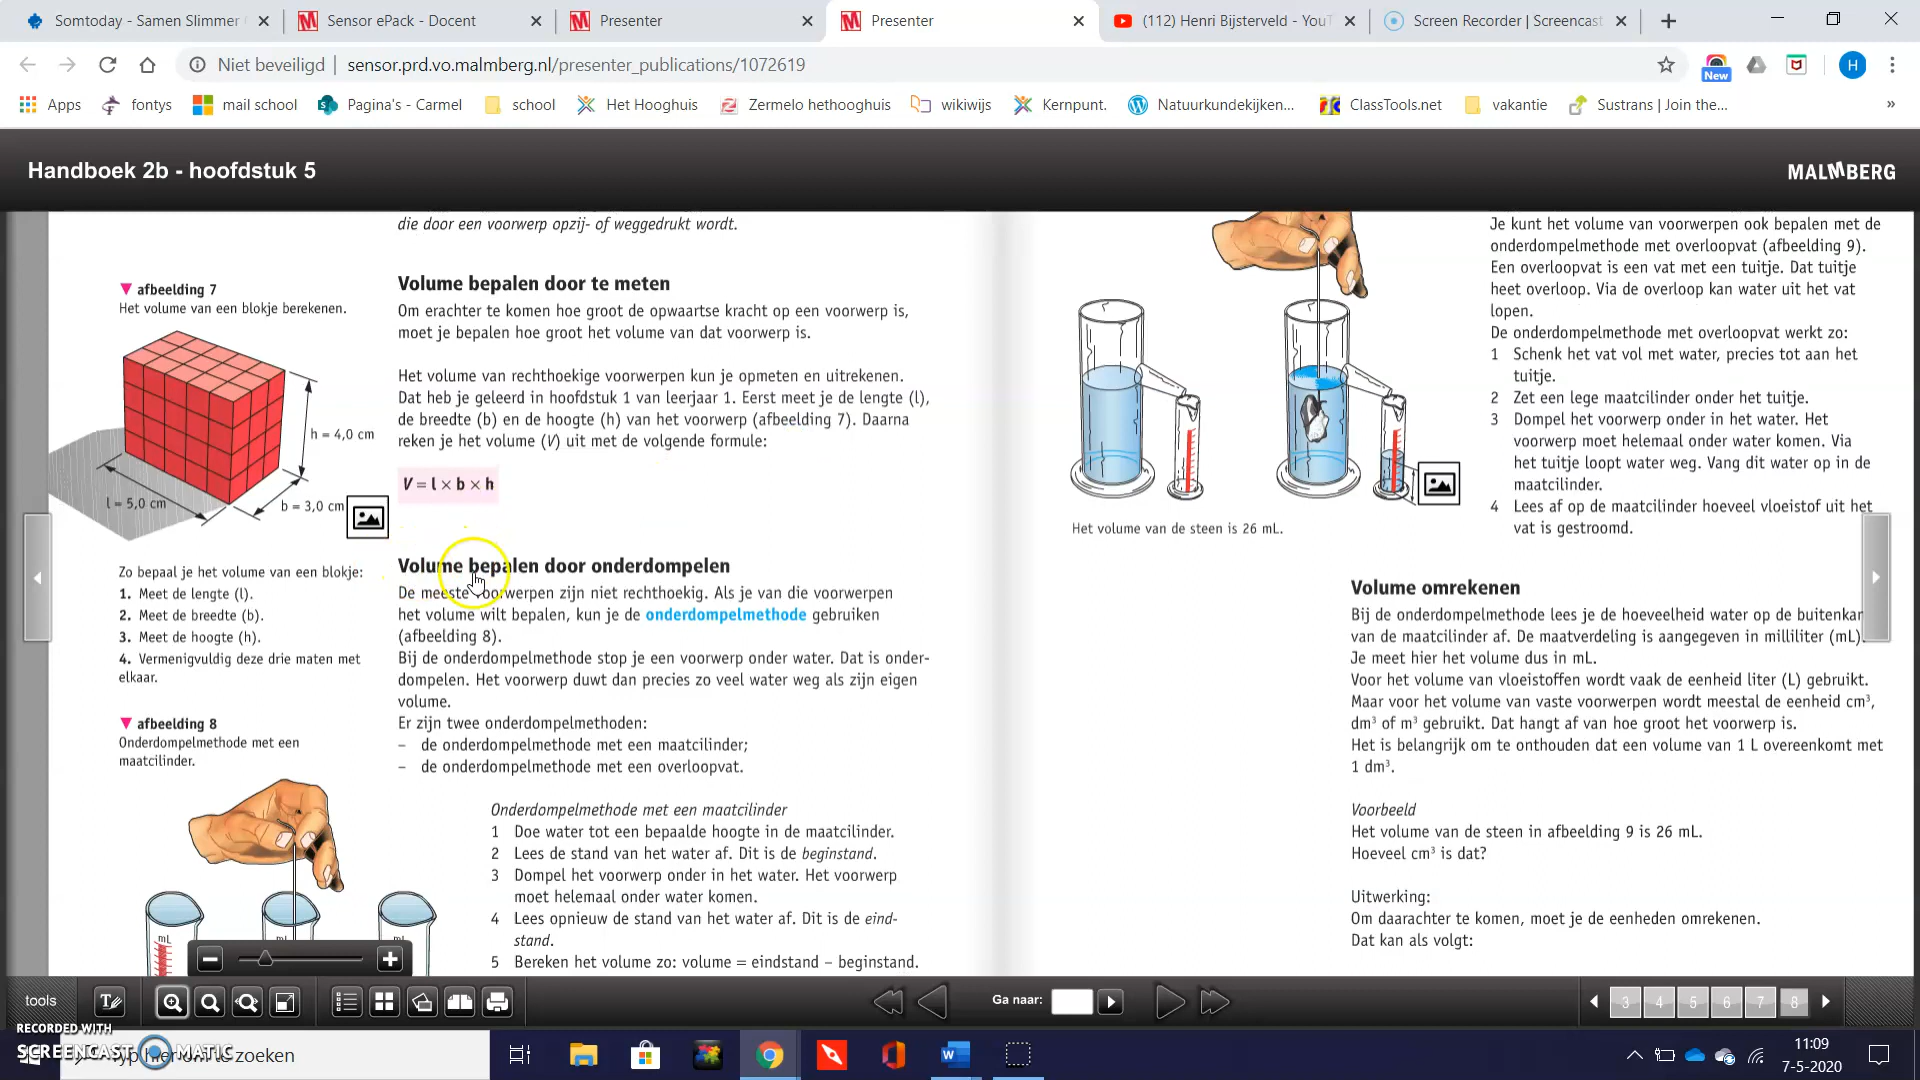 Somtoday - Samen Slimmer
Sensor ePack - Docent
Presenter
Presenter
(112) Henri Bijsterveld - YouT
Screen Recorder | Screencast
Niet beveiligd
sensor.prd.vo.malmberg.nl/presenter_publications/1072619
New
H
Apps
fontys
mail school
Pagina's - Carmel
school
Het Hooghuis
Zermelo hethooghuis
wikiwijs
Kernpunt.
Natuurkundekijken...
ClassTools.net
vakantie
Sustrans | Join the...
»
Handboek 2b - hoofdstuk 5
MALMBERG
die door een voorwerp opzij- of weggedrukt wordt.
▼ afbeelding 7
Het volume van een blokje berekenen.
h = 4,0 cm
l = 5,0 cm
b = 3,0 cm
Zo bepaal je het volume van een blokje:
1. Meet de lengte (l).
2. Meet de breedte (b).
3. Meet de hoogte (h).
4. Vermenigvuldig deze drie maten met
elkaar.
▼ afbeelding 8
Onderdompelmethode met een
maatcilinder.
mL
mL
mL
Volume bepalen door te meten
Om erachter te komen hoe groot de opwaartse kracht op een voorwerp is,
moet je bepalen hoe groot het volume van dat voorwerp is.
Het volume van rechthoekige voorwerpen kun je opmeten en uitrekenen.
Dat heb je geleerd in hoofdstuk 1 van leerjaar 1. Eerst meet je de lengte (l),
de breedte (b) en de hoogte (h) van het voorwerp (afbeelding 7). Daarna
reken je het volume (V) uit met de volgende formule:
V = l × b × h
Volume bepalen door onderdompelen
De meeste voorwerpen zijn niet rechthoekig. Als je van die voorwerpen
het volume wilt bepalen, kun je de onderdompelmethode gebruiken
(afbeelding 8).
Bij de onderdompelmethode stop je een voorwerp onder water. Dat is onder-
dompelen. Het voorwerp duwt dan precies zo veel water weg als zijn eigen
volume.
Er zijn twee onderdompelmethoden:
– de onderdompelmethode met een maatcilinder;
– de onderdompelmethode met een overloopvat.
Onderdompelmethode met een maatcilinder
1 Doe water tot een bepaalde hoogte in de maatcilinder.
2 Lees de stand van het water af. Dit is de beginstand.
3 Dompel het voorwerp onder in het water. Het voorwerp
moet helemaal onder water komen.
4 Lees opnieuw de stand van het water af. Dit is de eind-
stand.
5 Bereken het volume zo: volume = eindstand – beginstand.
Het volume van de steen is 26 mL.
Je kunt het volume van voorwerpen ook bepalen met de
onderdompelmethode met overloopvat (afbeelding 9).
Een overloopvat is een vat met een tuitje. Dat tuitje
heet overloop. Via de overloop kan water uit het vat
lopen.
De onderdompelmethode met overloopvat werkt zo:
1 Schenk het vat vol met water, precies tot aan het
tuitje.
2 Zet een lege maatcilinder onder het tuitje.
3 Dompel het voorwerp onder in het water. Het
voorwerp moet helemaal onder water komen. Via
het tuitje loopt water weg. Vang dit water op in de
maatcilinder.
4 Lees af op de maatcilinder hoeveel vloeistof uit het
vat is gestroomd.
Volume omrekenen
Bij de onderdompelmethode lees je de hoeveelheid water op de buitenkan
van de maatcilinder af. De maatverdeling is aangegeven in milliliter (mL).
Je meet hier het volume dus in mL.
Voor het volume van vloeistoffen wordt vaak de eenheid liter (L) gebruikt.
Maar voor het volume van vaste voorwerpen wordt meestal de eenheid cm³,
dm³ of m³ gebruikt. Dat hangt af van hoe groot het voorwerp is.
Het is belangrijk om te onthouden dat een volume van 1 L overeenkomt met
1 dm³.
Voorbeeld
Het volume van de steen in afbeelding 9 is 26 mL.
Hoeveel cm³ is dat?
Uitwerking:
Om daarachter te komen, moet je de eenheden omrekenen.
Dat kan als volgt:
tools
Ga naar:
3 4 5 6 7 8
RECORDED WITH
SCREENCAST MATIC
Typ hier om te zoeken
11:09
7-5-2020